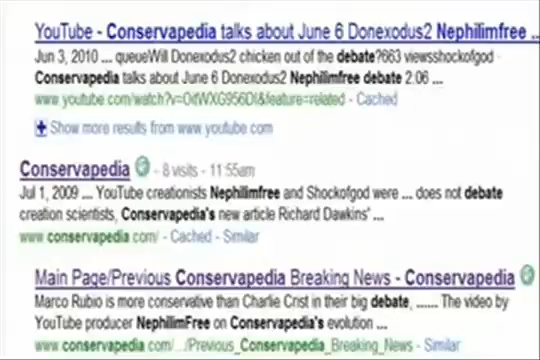 YouTube - Conservapedia talks about June 6 Donexodus2 Nephilimfree ...
Jun 3, 2010 ... queueWill Donexodus2 chicken out of the debate?663 viewsshockofgod ·
Conservapedia talks about June 6 Donexodus2 Nephilimfree debate 2:06 ...
www.youtube.com/watch?v= - Cached
Show more results from www.youtube.com
Conservapedia - 8 visits - 11:55am
Jul 1, 2009 ... YouTube creationists Nephilimfree and Shockofgod were ... does not debate
creation scientists, Conservapedia's new article Richard Dawkins' ...
www.conservapedia.com/ - Cached - Similar
Main Page/Previous Conservapedia Breaking News - Conservapedia
Marco Rubio is more conservative than Charlie Crist in their big debate, ...... The video by
YouTube producer NephilimFree on Conservapedia's evolution ...
www.conservapedia.com/.../Previous_Conservapedia_Breaking_News - Similar